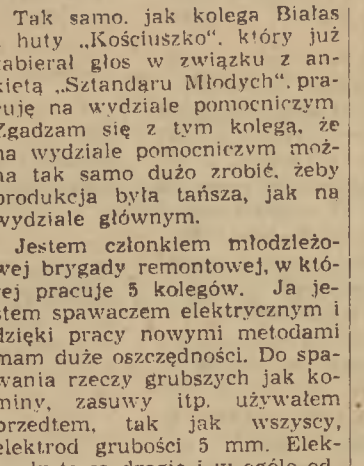 Tak samo. jak kolega Białas
huty „Kościuszko". który już
zabierał głos w związku z an-
kietą „Sztandaru Młodych". pra-
cuję na wydziale pomocniczym
Zgadzam się z tym kolegą, że
na wydziale pomocniczym moż-
na tak samo dużo zrobić, żeby
produkcja była tańsza, jak na
wydziale głównym.
Jestem członkiem młodzieżo-
wej brygady remontowej, w któ-
rej pracuje 5 kolegów. Ja je-
stem spawaczem elektrycznym i
dzięki pracy nowymi metodami
mam duże oszczędności. Do spa-
wania rzeczy grubszych jak ko-
miny, zasuwy itp. używałem
przedtem, tak jak wszyscy,
elektrod grubości 5 mm. Elek-